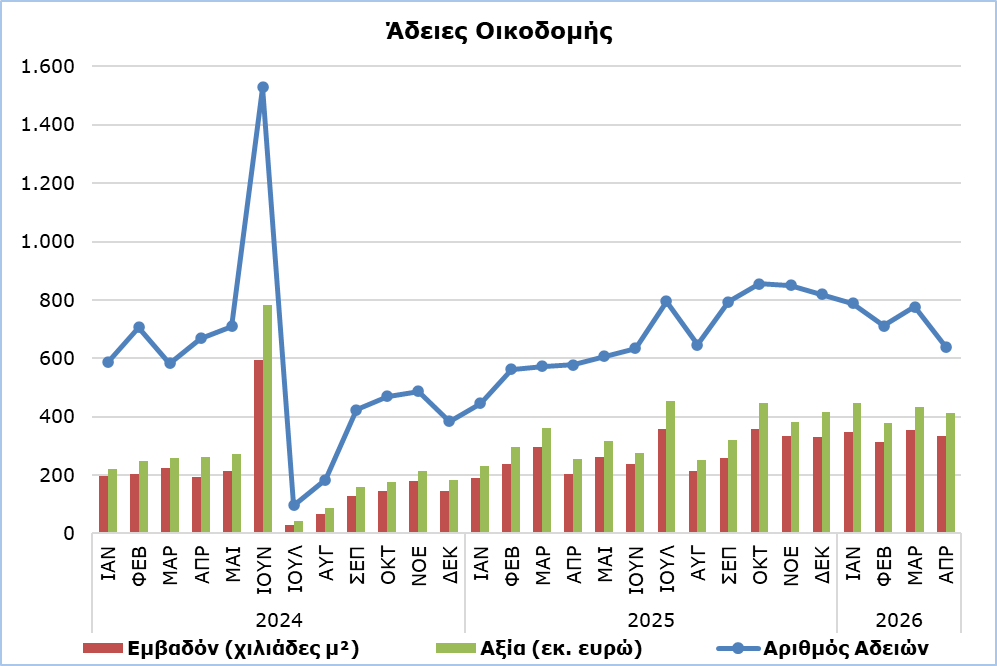 Άδειες Οικοδομής
1.600
1.400
1.200
1.000
800
600
400
200
0
ΙΑΝ ΦΕΒ ΜΑΡ ΑΠΡ ΜΑΙ ΙΟΥΝ ΙΟΥΛ ΑΥΓ ΣΕΠ ΟΚΤ ΝΟΕ ΔΕΚ ΙΑΝ ΦΕΒ ΜΑΡ ΑΠΡ ΜΑΙ ΙΟΥΝ ΙΟΥΛ ΑΥΓ ΣΕΠ ΟΚΤ ΝΟΕ ΔΕΚ ΙΑΝ ΦΕΒ ΜΑΡ ΑΠΡ
2024 2025 2026
Εμβαδόν (χιλιάδες μ²) Αξία (εκ. ευρώ) Αριθμός Αδειών